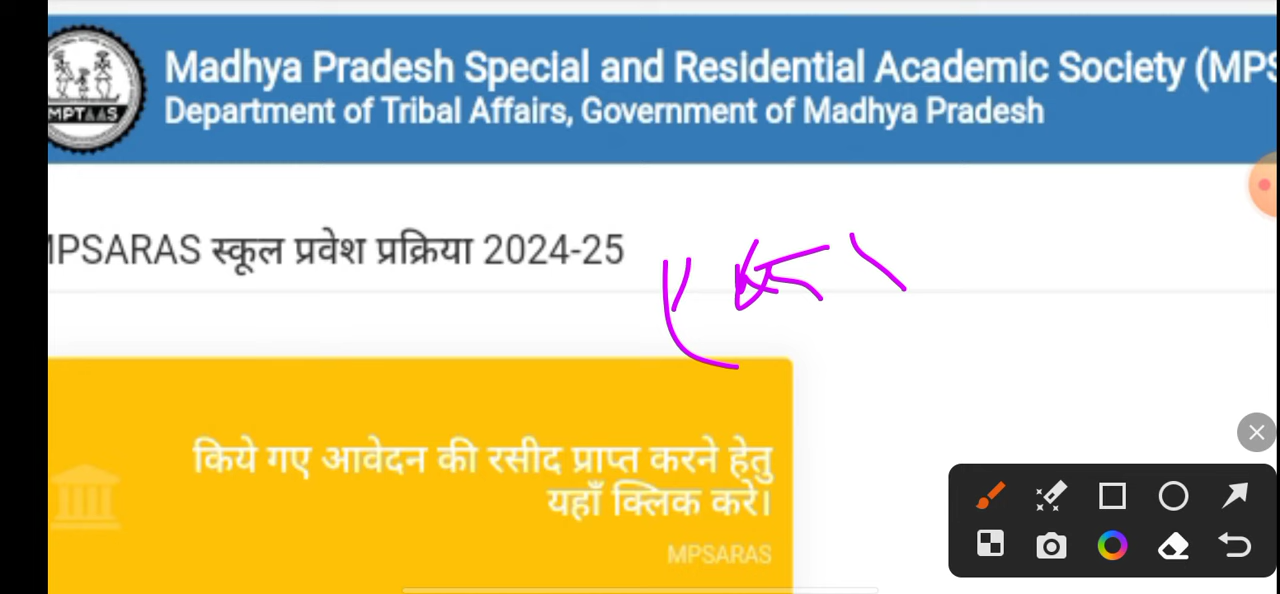 Madhya Pradesh Special and Residential Academic Society (MPS
Department of Tribal Affairs, Government of Madhya Pradesh
MPTAAS
MPSARAS स्कूल प्रवेश प्रक्रिया 2024-25
किये गए आवेदन की रसीद प्राप्त करने हेतु
यहाँ क्लिक करे।
MPSARAS